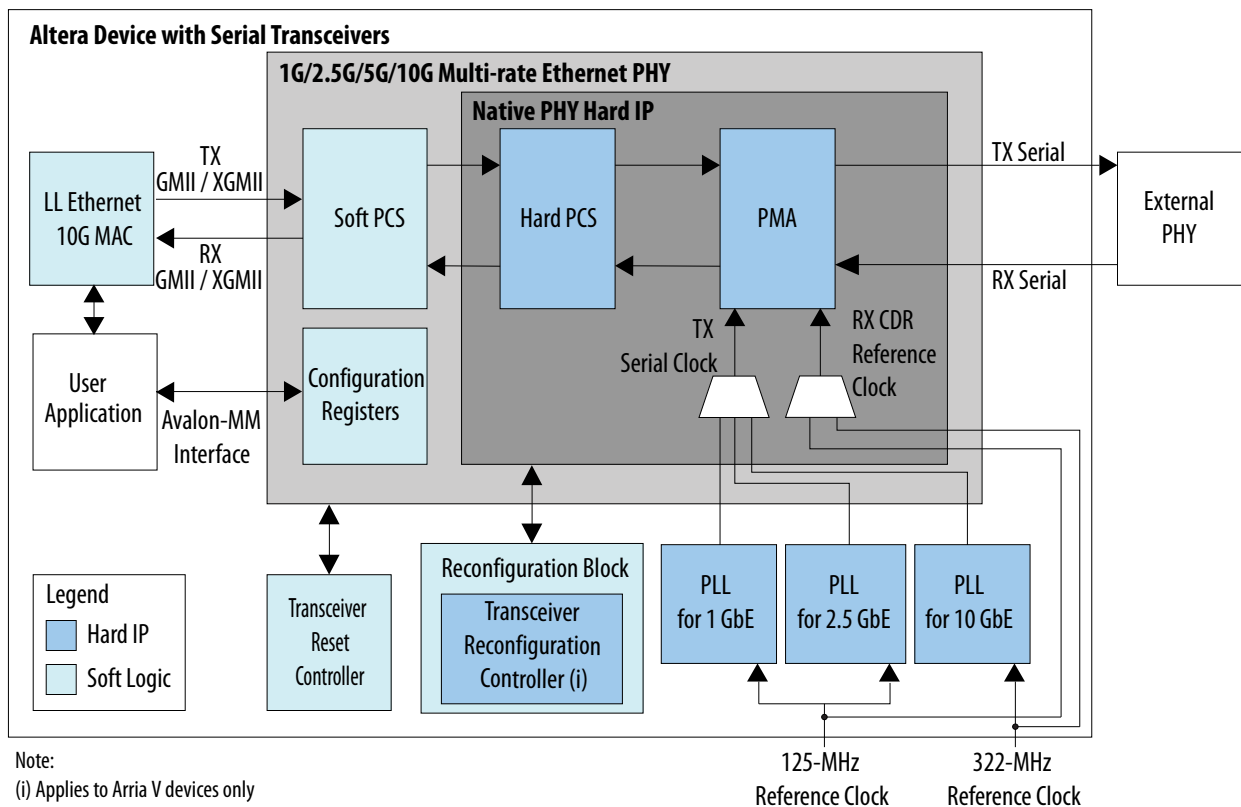 Altera Device with Serial Transceivers
1G/2.5G/5G/10G Multi-rate Ethernet PHY
Native PHY Hard IP
LL Ethernet
10G MAC
TX
GMII / XGMII
RX
GMII / XGMII
Soft PCS
Hard PCS
PMA
TX Serial
RX Serial
External
PHY
User
Application
Avalon-MM
Interface
Configuration
Registers
TX
Serial Clock
RX CDR
Reference
Clock
Legend
Hard IP
Soft Logic
Transceiver
Reset
Controller
Reconfiguration Block
Transceiver
Reconfiguration
Controller (i)
PLL
for 1 GbE
PLL
for 2.5 GbE
PLL
for 10 GbE
Note:
(i) Applies to Arria V devices only
125-MHz
Reference Clock
322-MHz
Reference Clock